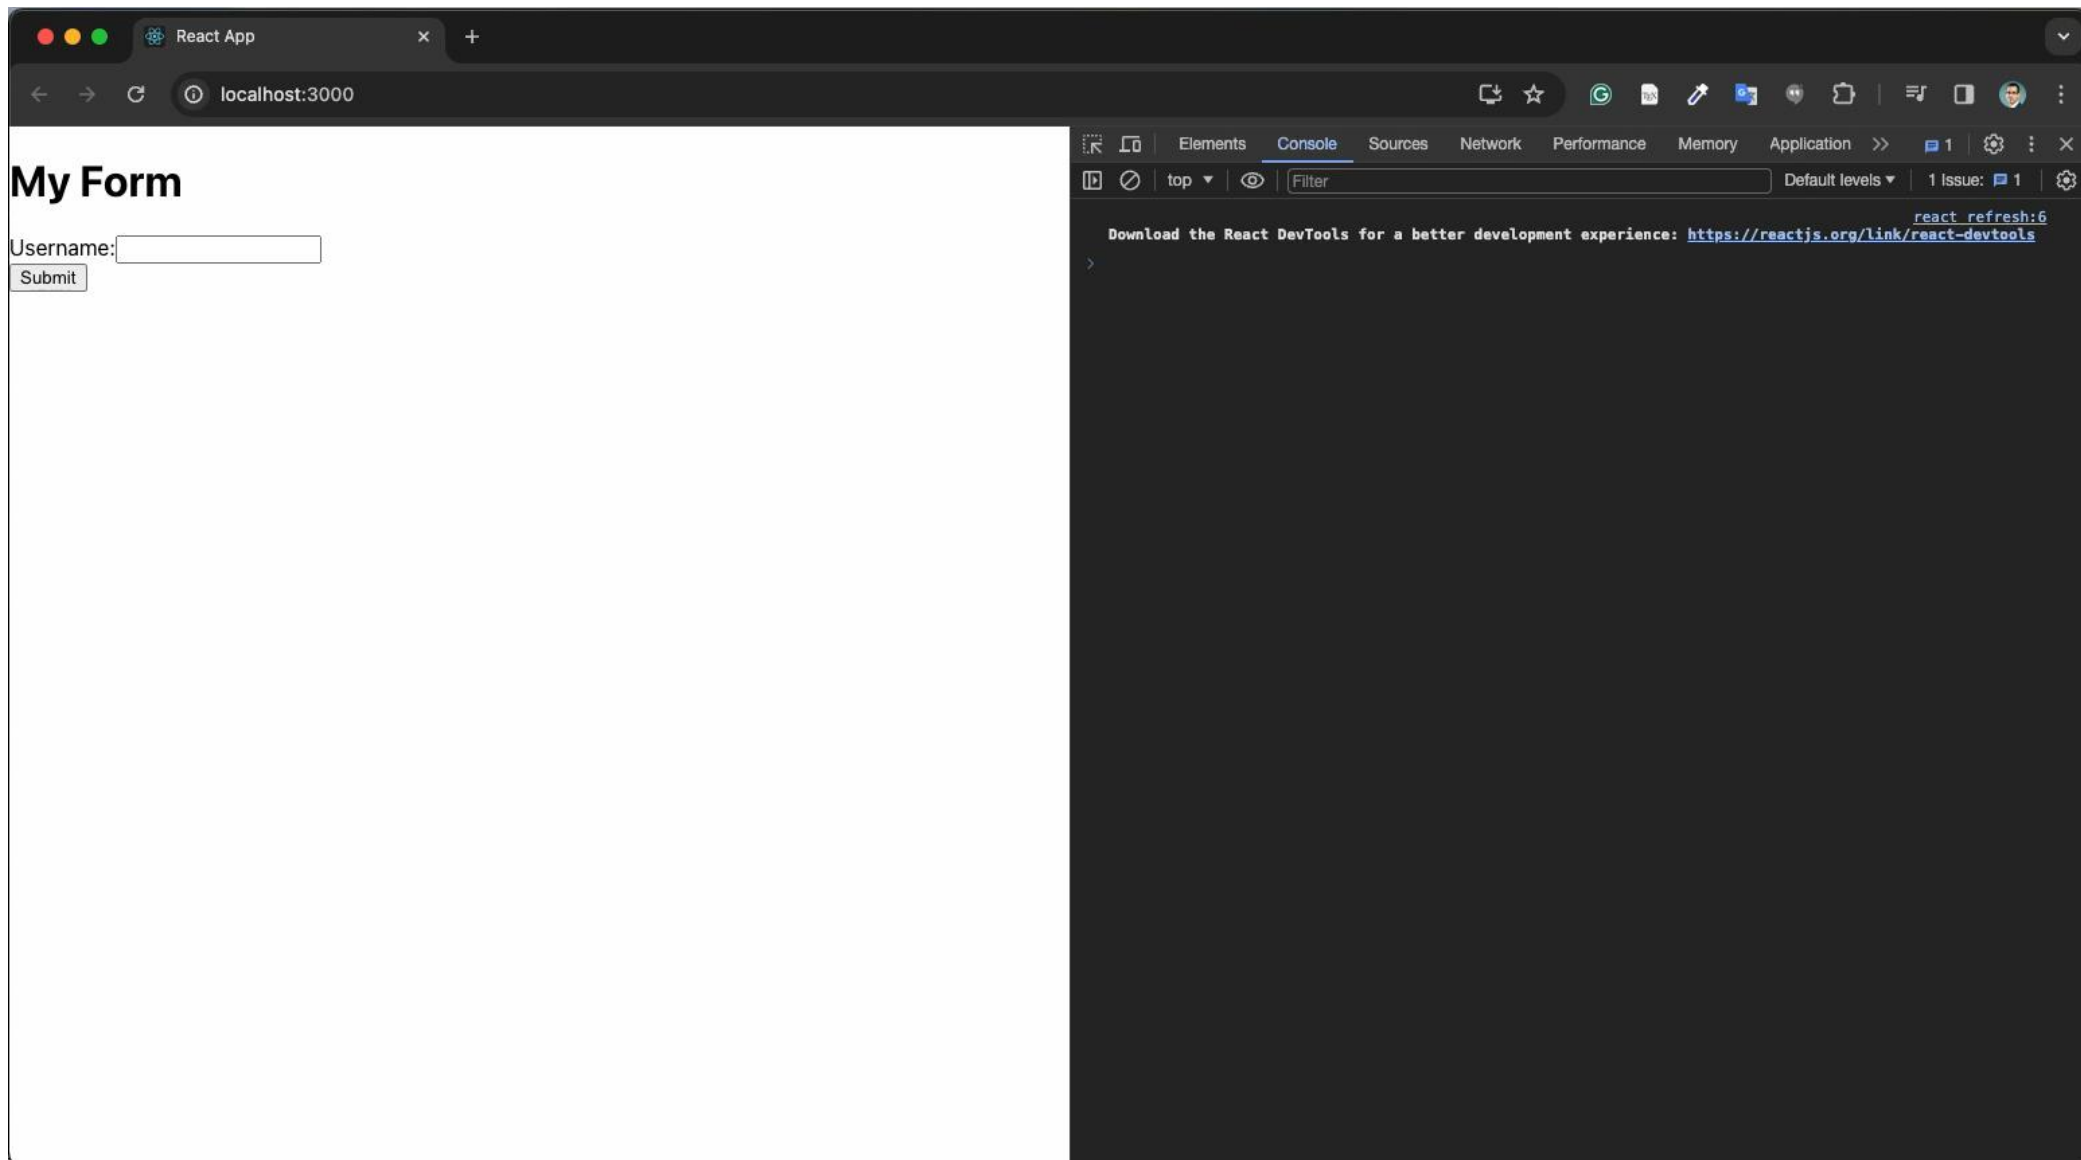 React App
localhost:3000
My Form
Username:
Submit
Elements Console Sources Network Performance Memory Application 1
top Filter Default levels 1 Issue: 1
react refresh:6
Download the React DevTools for a better development experience: https://reactjs.org/link/react-devtools